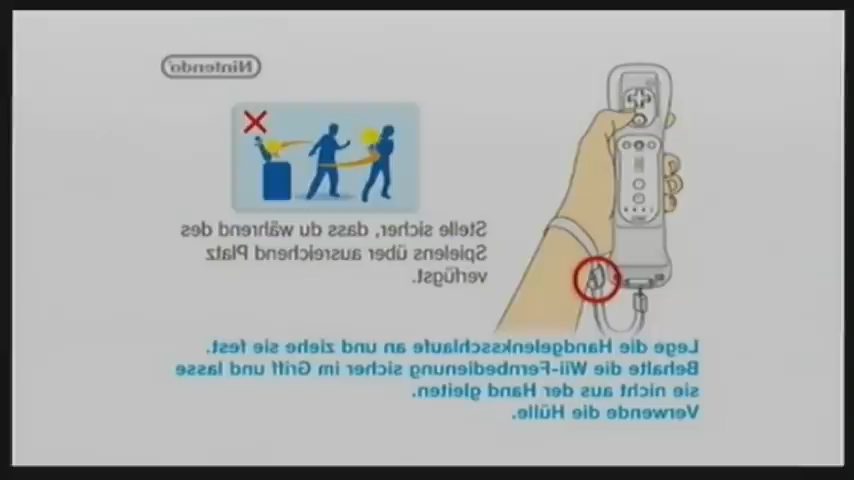 Nintendo
Stelle sicher, dass du während des
Spielens über ausreichend Platz
verfügst.
Lege die Handgelenksschlaufe an und ziehe sie fest.
Behalte die Wii-Fernbedienung sicher im Griff und lasse
sie nicht aus der Hand gleiten.
Verwende die Hülle.